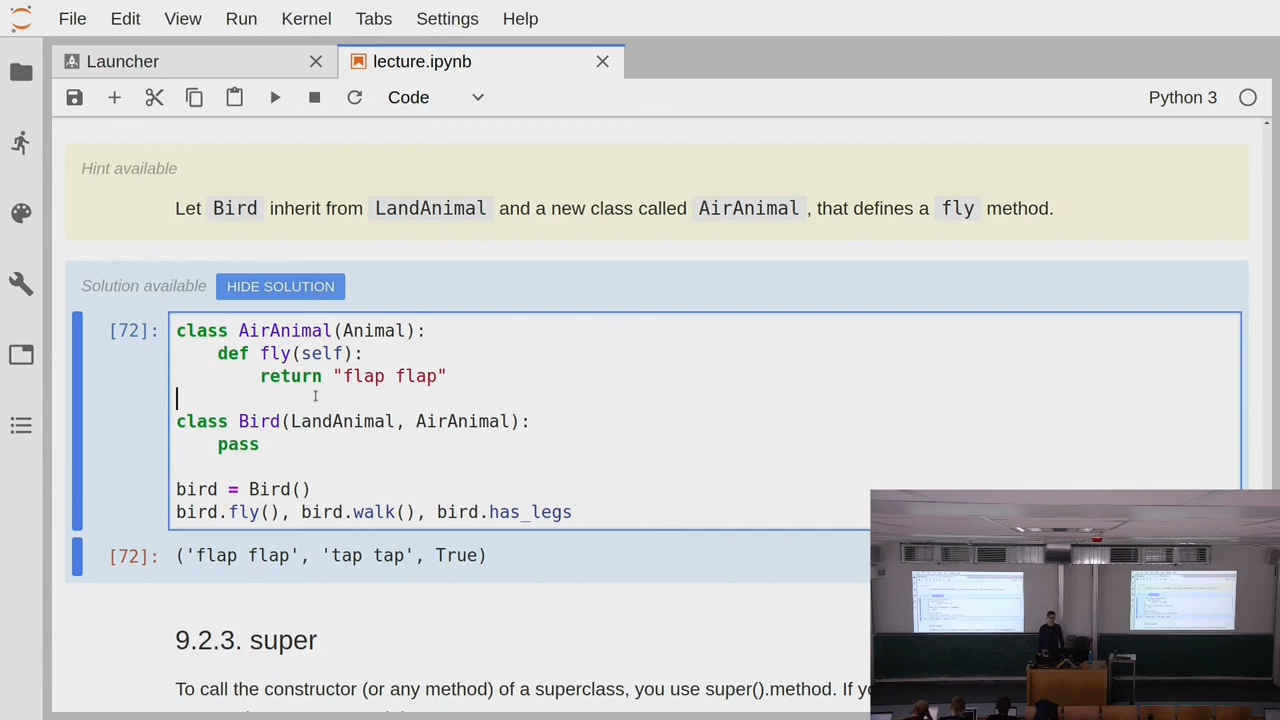 File Edit View Run Kernel Tabs Settings Help
Launcher
lecture.ipynb
Code
Python 3
Hint available
Let Bird inherit from LandAnimal and a new class called AirAnimal, that defines a fly method.
Solution available HIDE SOLUTION
[72]: class AirAnimal(Animal):
def fly(self):
return "flap flap"
class Bird(LandAnimal, AirAnimal):
pass
bird = Bird()
bird.fly(), bird.walk(), bird.has_legs
[72]: ('flap flap', 'tap tap', True)
9.2.3. super
To call the constructor (or any method) of a superclass, you use super().method. If yo